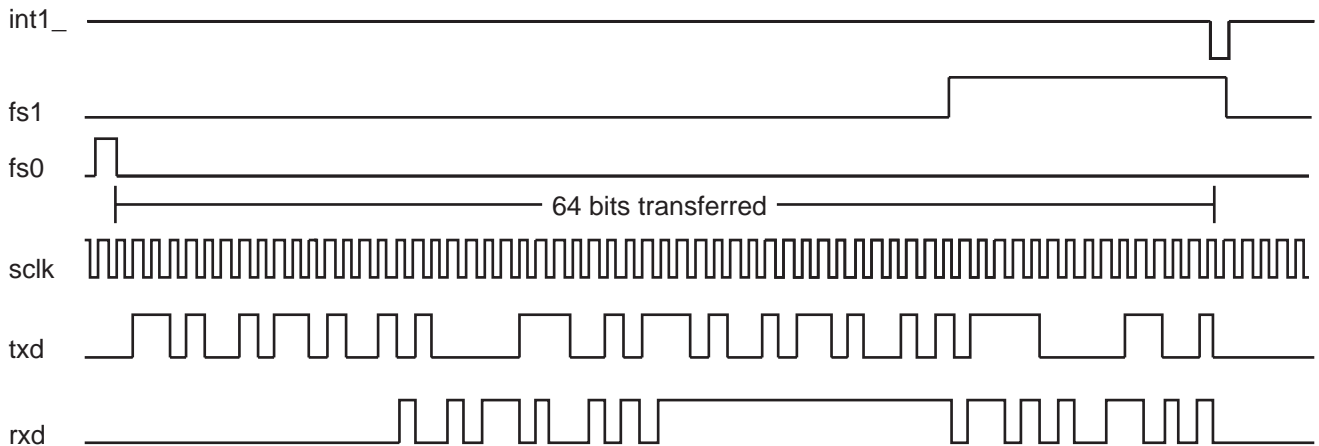 int1_
fs1
fs0
64 bits transferred
sclk
txd
rxd